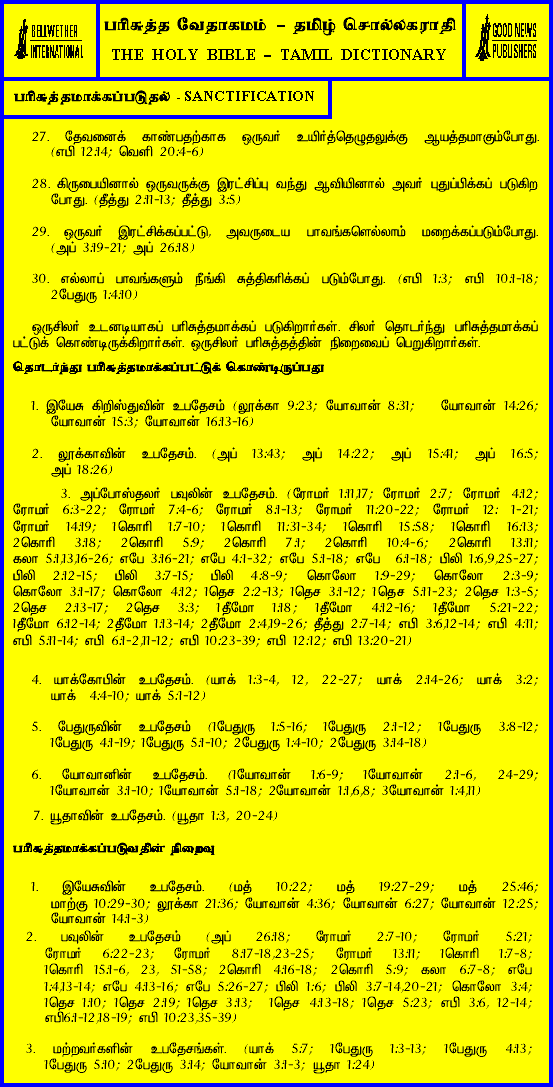 BELLWETHER
INTERNATIONAL
பரிசுத்த வேதாகமம் – தமிழ் சொல்லகராதி
THE HOLY BIBLE – TAMIL DICTIONARY
GOOD NEWS
PUBLISHERS
பரிசுத்தமாக்கப்படுதல் - SANCTIFICATION
27. தேவனைக் காண்பதற்காக ஒருவர் உயிர்த்தெழுதலுக்கு ஆயத்தமாகும்போது.
(எபி 12:14; வெளி 20:4-6)
28. கிருபையினால் ஒருவருக்கு இரட்சிப்பு வந்து ஆவியினால் அவர் புதுப்பிக்கப் படுகிற
போது. (தீத்து 2:11-13; தீத்து 3:5)
29. ஒருவர் இரட்சிக்கப்பட்டு, அவருடைய பாவங்களெல்லாம் மறைக்கப்படும்போது.
(அப் 3:19-21; அப் 26:18)
30. எல்லாப் பாவங்களும் நீங்கி சுத்திகரிக்கப் படும்போது. (எபி 1:3; எபி 10:1-18;
2பேதுரு 1:4,10)
ஒருசிலர் உடனடியாகப் பரிசுத்தமாக்கப் படுகிறார்கள். சிலர் தொடர்ந்து பரிசுத்தமாக்கப்
பட்டுக் கொண்டிருக்கிறார்கள். ஒருசிலர் பரிசுத்தத்தின் நிறைவைப் பெறுகிறார்கள்.
தொடர்ந்து பரிசுத்தமாக்கப்பட்டுக் கொண்டிருப்பது
1. இயேசு கிறிஸ்துவின் உபதேசம் (லூக்கா 9:23; யோவான் 8:31; யோவான் 14:26;
யோவான் 15:3; யோவான் 16:13-16)
2. லூக்காவின் உபதேசம். (அப் 13:43; அப் 14:22; அப் 15:41; அப் 16:5;
அப் 18:26)
3. அப்போஸ்தலர் பவுலின் உபதேசம். (ரோமர் 1:11,17; ரோமர் 2:7; ரோமர் 4:12;
ரோமர் 6:3-22; ரோமர் 7:4-6; ரோமர் 8:1-13; ரோமர் 11:20-22; ரோமர் 12: 1-21;
ரோமர் 14:19; 1கொரி 1:7-10; 1கொரி 11:31-34; 1கொரி 15:58; 1கொரி 16:13;
2கொரி 3:18; 2கொரி 5:9; 2கொரி 7:1; 2கொரி 10:4-6; 2கொரி 13:11;
கலா 5:1,13,16-26; எபே 3:16-21; எபே 4:1-32; எபே 5:1-18; எபே 6:1-18; பிலி 1:6,9,25-27;
பிலி 2:12-15; பிலி 3:7-15; பிலி 4:8-9; கொலோ 1:9-29; கொலோ 2:3-9;
கொலோ 3:1-17; கொலோ 4:12; 1தெச 2:2-13; 1தெச 3:1-12; 1தெச 5:11-23; 2தெச 1:3-5;
2தெச 2:13-17; 2தெச 3:3; 1தீமோ 1:18; 1தீமோ 4:12-16; 1தீமோ 5:21-22;
1தீமோ 6:12-14; 2தீமோ 1:13-14; 2தீமோ 2:4,19-26; தீத்து 2:7-14; எபி 3:6,12-14; எபி 4:11;
எபி 5:11-14; எபி 6:1-2,11-12; எபி 10:23-39; எபி 12:12; எபி 13:20-21)
4. யாக்கோபின் உபதேசம். (யாக் 1:3-4, 12, 22-27; யாக் 2:14-26; யாக் 3:2;
யாக் 4:4-10; யாக் 5:1-12)
5. பேதுருவின் உபதேசம் (1பேதுரு 1:5-16; 1பேதுரு 2:1-12; 1பேதுரு 3:8-12;
1பேதுரு 4:1-19; 1பேதுரு 5:1-10; 2பேதுரு 1:4-10; 2பேதுரு 3:14-18)
6. யோவானின் உபதேசம். (1யோவான் 1:6-9; 1யோவான் 2:1-6, 24-29;
1யோவான் 3:1-10; 1யோவான் 5:1-18; 2யோவான் 1:1,6,8; 3யோவான் 1:4,11)
7. யூதாவின் உபதேசம். (யூதா 1:3, 20-24)
பரிசுத்தமாக்கப்படுவதின் நிறைவு
1. இயேசுவின் உபதேசம். (மத் 10:22; மத் 19:27-29; மத் 25:46;
மாற்கு 10:29-30; லூக்கா 21:36; யோவான் 4:36; யோவான் 6:27; யோவான் 12:25;
யோவான் 14:1-3)
2. பவுலின் உபதேசம் (அப் 26:18; ரோமர் 2:7-10; ரோமர் 5:21;
ரோமர் 6:22-23; ரோமர் 8:17-18,23-25; ரோமர் 13:11; 1கொரி 1:7-8;
1கொரி 15:1-6, 23, 51-58; 2கொரி 4:16-18; 2கொரி 5:9; கலா 6:7-8; எபே
1:4,13-14; எபே 4:13-16; எபே 5:26-27; பிலி 1:6; பிலி 3:7-14,20-21; கொலோ 3:4;
1தெச 1:10; 1தெச 2:19; 1தெச 3:13; 1தெச 4:13-18; 1தெச 5:23; எபி 3:6, 12-14;
எபி6:1-12,18-19; எபி 10:23,35-39)
3. மற்றவர்களின் உபதேசங்கள். (யாக் 5:7; 1பேதுரு 1:3-13; 1பேதுரு 4:13;
1பேதுரு 5:10; 2பேதுரு 3:14; யோவான் 3:1-3; யூதா 1:24)